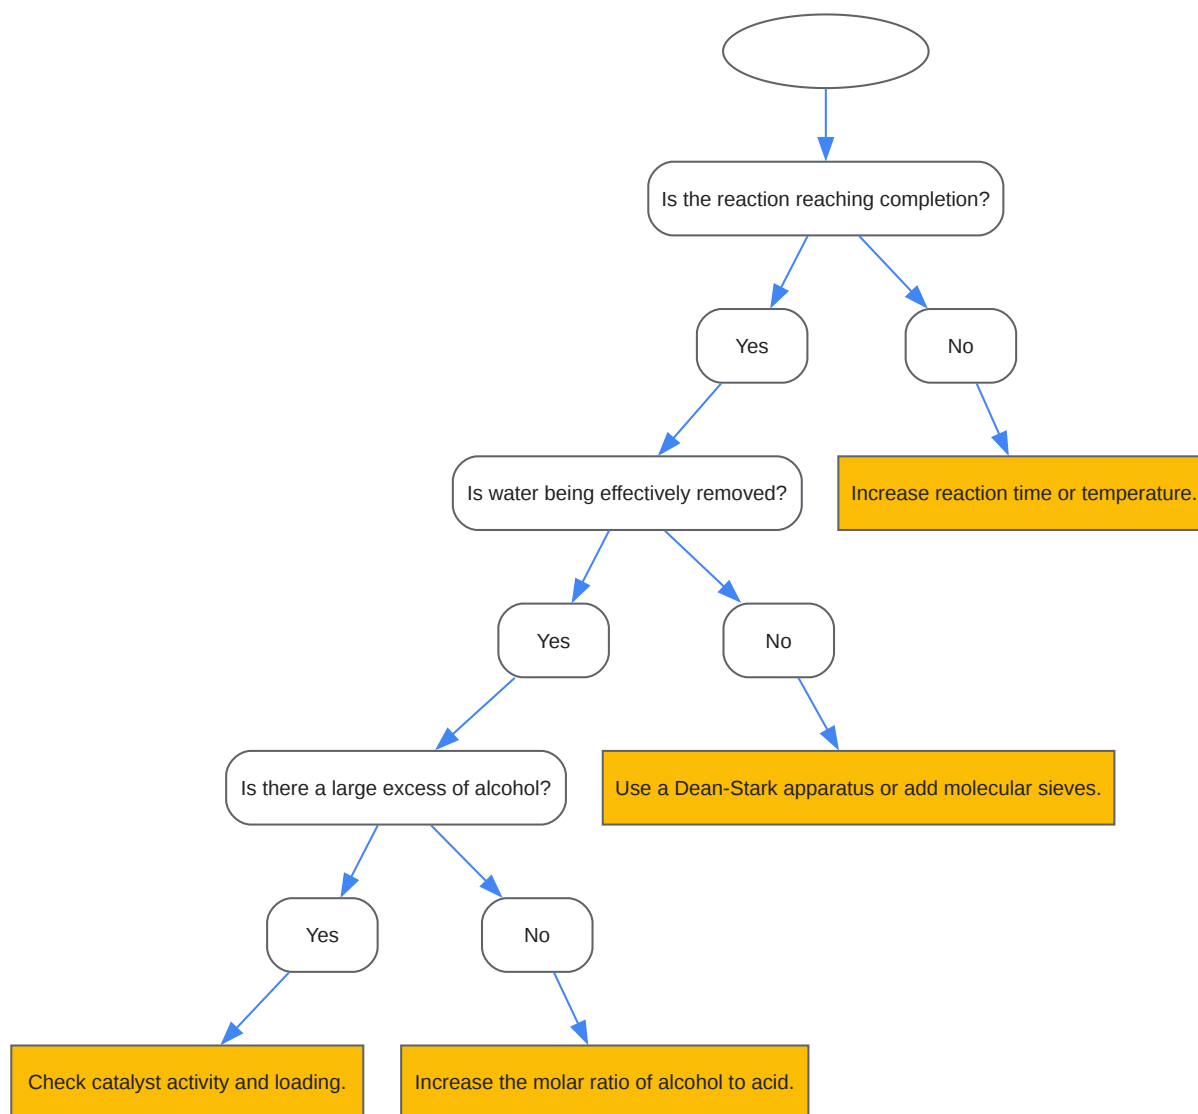 Is the reaction reaching completion?
Yes
No
Is water being effectively removed?
Increase reaction time or temperature.
Yes
No
Is there a large excess of alcohol?
Use a Dean-Stark apparatus or add molecular sieves.
Yes
No
Check catalyst activity and loading.
Increase the molar ratio of alcohol to acid.